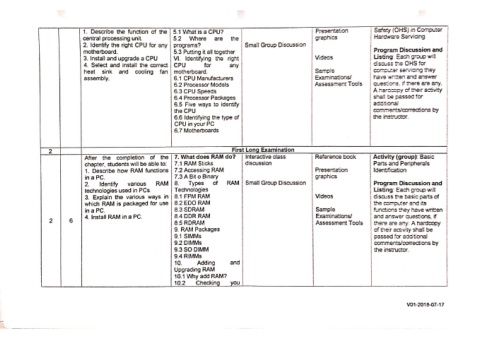 1. Describe the function of the
central processing unit.
2. Identify the right CPU for any
motherboard.
3. Install and upgrade a CPU
4. Select and install the correct
heat sink and cooling fan
assembly.
5.1 What is a CPU?
5.2 Where are the
programs?
5.3 Putting it all together
VI. Identifying the right
CPU for any
motherboard.
6.1 CPU Manufacturers
6.2 Processor Models
6.3 CPU Speeds
6.4 Processor Packages
6.5 Five ways to identify
the CPU
6.6 Identifying the type of
CPU in your PC
6.7 Motherboards
Small Group Discussion
Presentation
graphics
Videos
Sample
Examinations/
Assessment Tools
Safety (OHS) in Computer
Hardware Servicing
Program Discussion and
Listing: Each group will
discuss the OHS for
computer servicing they
have written and answer
questions, if there are any.
A hardcopy of their activity
shall be passed for
additional
comments/corrections by
the instructor.
2
First Long Examination
2
6
After the completion of the
chapter, students will be able to:
1. Describe how RAM functions
in a PC.
2. Identify various RAM
technologies used in PCs
3. Explain the various ways in
which RAM is packaged for use
in a PC.
4. Install RAM in a PC.
7. What does RAM do?
7.1 RAM Sticks
7.2 Accessing RAM
7.3 A Bit o Binary
8. Types of RAM
Technologies
8.1 FPM RAM
8.2 EDO RAM
8.3 SDRAM
8.4 DDR RAM
8.5 RDRAM
9. RAM Packages
9.1 SIMMs
9.2 DIMMs
9.3 SO DIMM
9.4 RIMMs
10. Adding and
Upgrading RAM
10.1 Why add RAM?
10.2 Checking you
Interactive class
discussion
Small Group Discussion
Reference book
Presentation
graphics
Videos
Sample
Examinations/
Assessment Tools
Activity (group): Basic
Parts and Peripherals
Identification
Program Discussion and
Listing: Each group will
discuss the basic parts of
the computer and its
functions they have written
and answer questions, if
there are any. A hardcopy
of their activity shall be
passed for additional
comments/corrections by
the instructor.
V01-2018-07-17